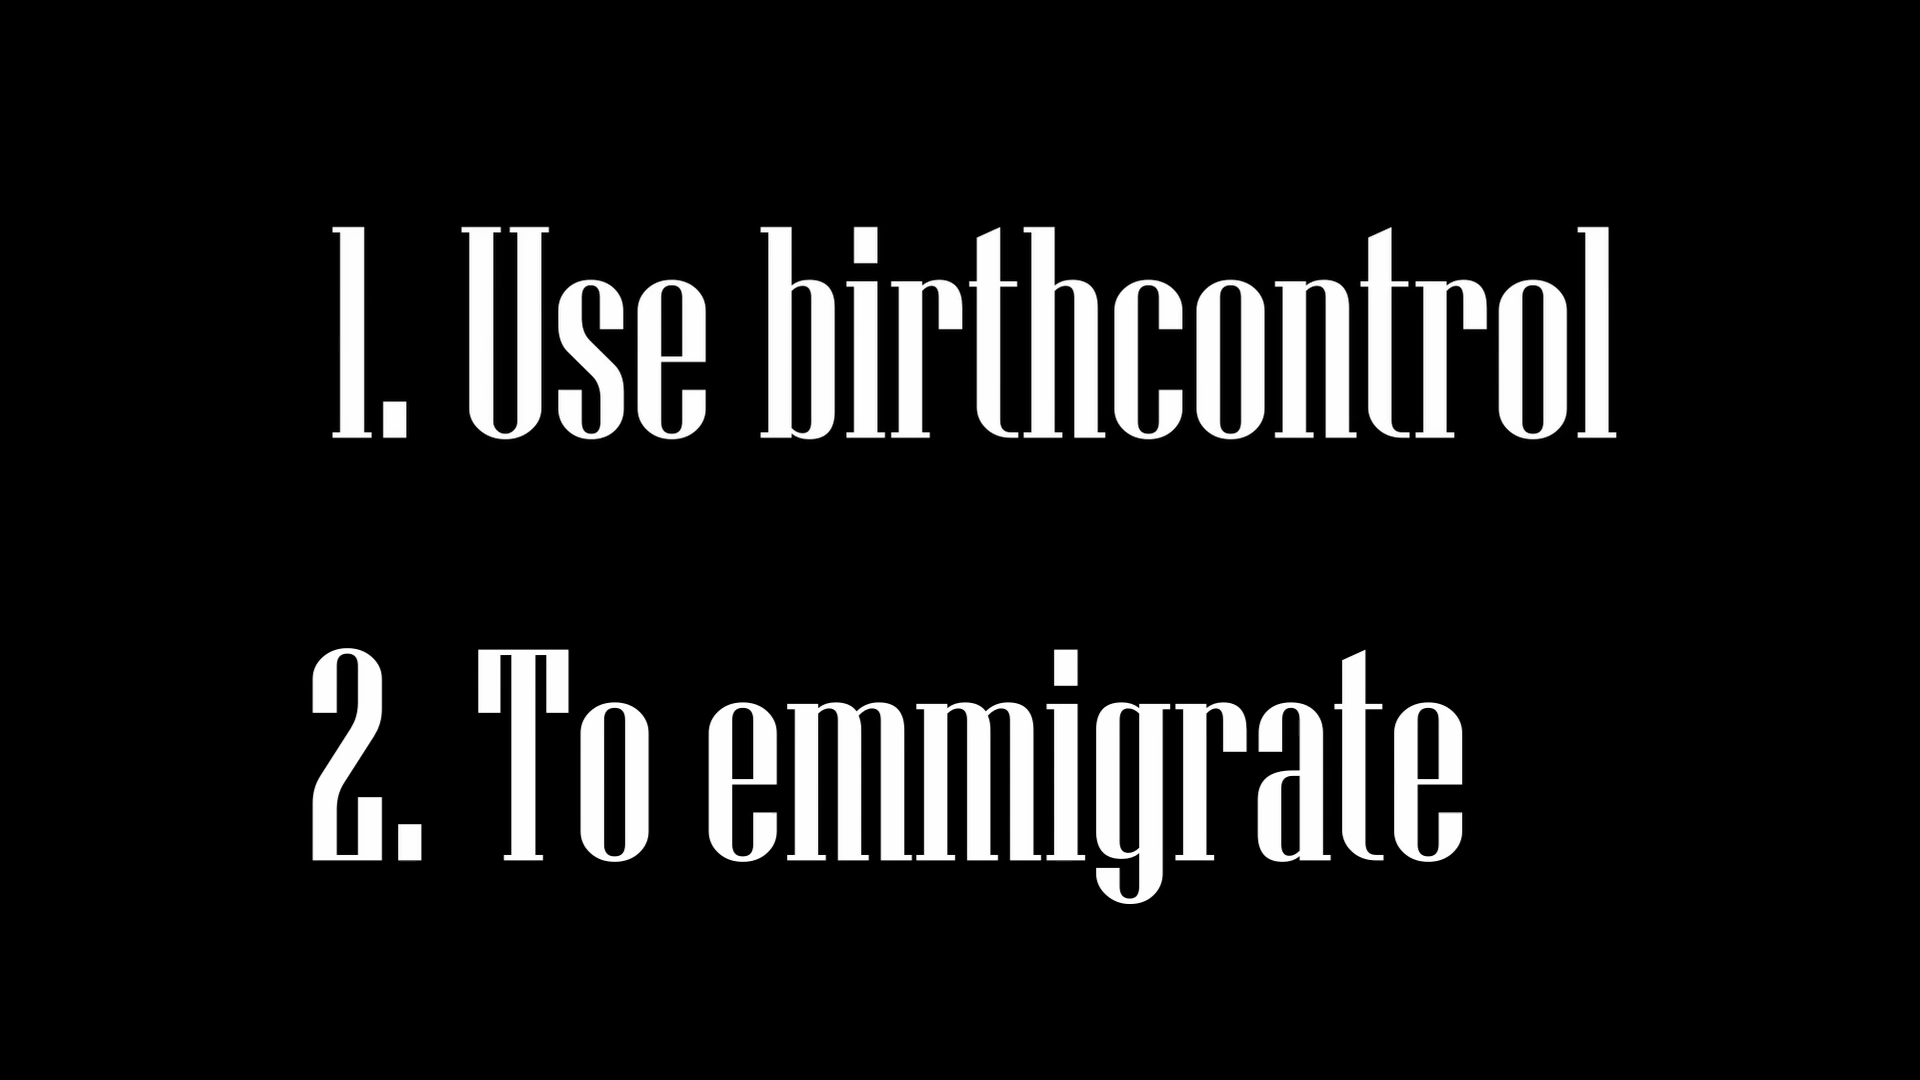 1. Use birthcontrol
2. To emmigrate